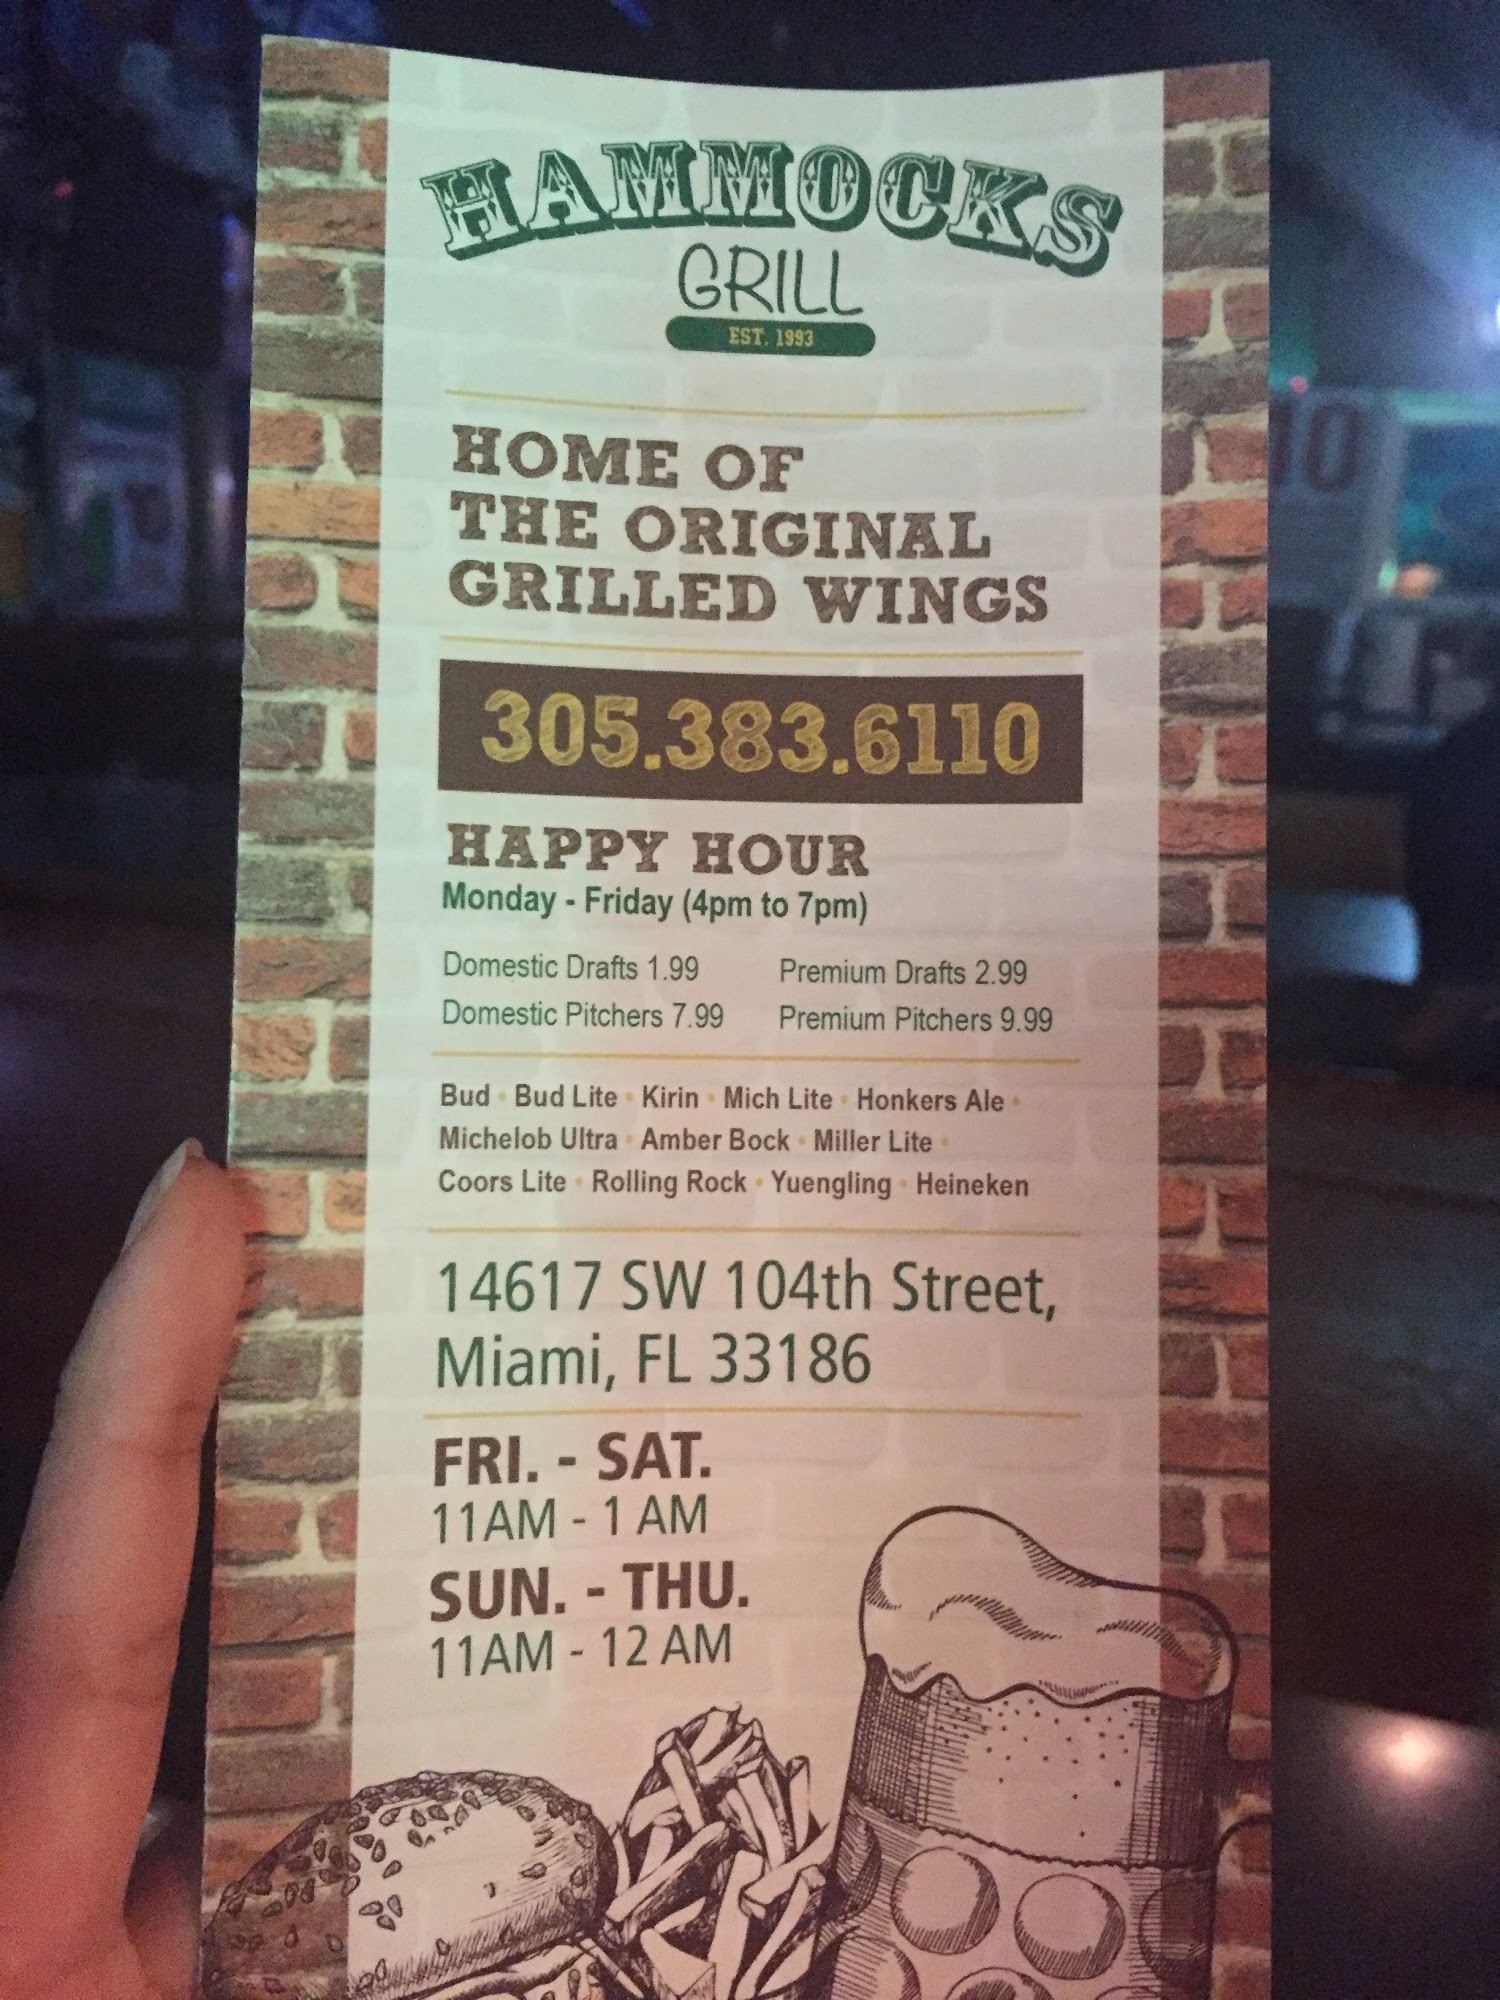 HAMMOCKS
GRILL
EST. 1993
HOME OF
THE ORIGINAL
GRILLED WINGS
305.383.6110
HAPPY HOUR
Monday - Friday (4pm to 7pm)
Domestic Drafts 1.99 Premium Drafts 2.99
Domestic Pitchers 7.99 Premium Pitchers 9.99
Bud • Bud Lite • Kirin • Mich Lite • Honkers Ale •
Michelob Ultra • Amber Bock • Miller Lite •
Coors Lite • Rolling Rock • Yuengling • Heineken
14617 SW 104th Street,
Miami, FL 33186
FRI. - SAT.
11AM - 1 AM
SUN. - THU.
11AM - 12 AM